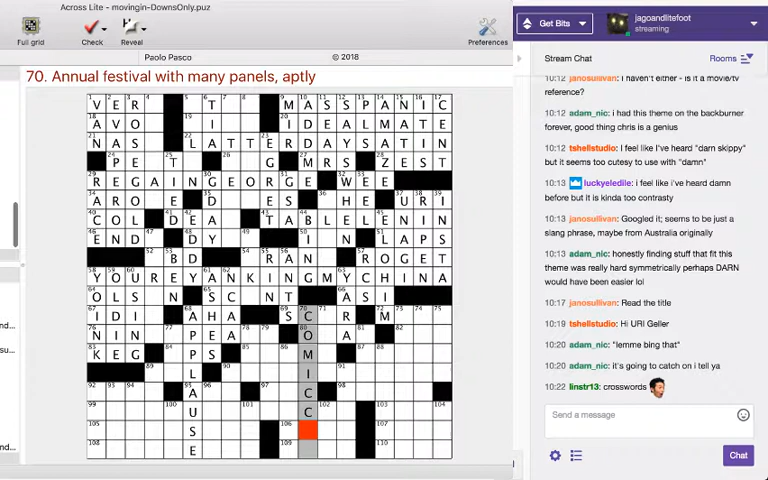 Across Lite - movingin-DownsOnly.puz
Full grid
Check
Reveal
Preferences
Paolo Pasco
© 2018
70. Annual festival with many panels, aptly
Get Bits
jagoandlitefoot
streaming
Stream Chat
Rooms
10:12 janosullivan: I haven't either - is it a movie/tv
reference?
10:12 adam_nic: i had this theme on the backburner
forever, good thing chris is a genius
10:12 tshellstudio: I feel like I've heard "darn skippy"
but it seems too cutesy to use with "damn"
10:13 luckyeledile: i feel like i've heard damn
before but it is kinda too contrasty
10:13 janosullivan: Googled it; seems to be just a
slang phrase, maybe from Australia originally
10:13 adam_nic: honestly finding stuff that fit this
theme was really hard symmetrically perhaps DARN
would have been easier lol
10:17 janosullivan: Read the title
10:19 tshellstudio: Hi URI Geller
10:20 adam_nic: "lemme bing that"
10:20 adam_nic: it's going to catch on i tell ya
10:22 linstr13: crosswords
Send a message
Chat
VER T MASSPANIC
AVO I IDEALMATE
NAS LATTERDAYSATIN
PE T G MRS ZEST
REGAINGEORGE WEE
ARO E D S HE URI
COL DEA TABLELENIN
END DY I N LAPS
BD RAN ROGET
YOUREYANKINGMYCHINA
OLS N SC NT ASI
IDI AHA SC R M
NIN PEA O A
KEG PS M
L I
A C
U C
S
E